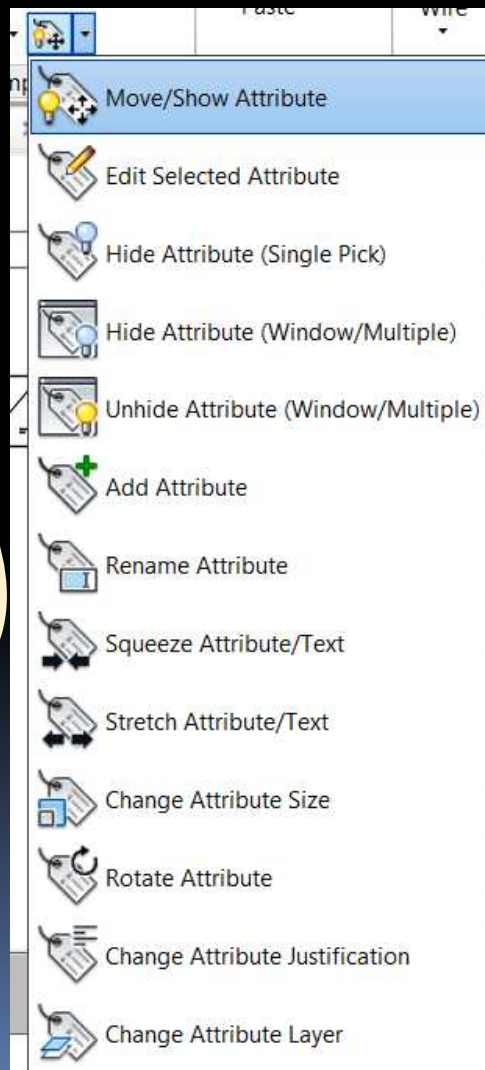 Paste
Wire
Move/Show Attribute
Edit Selected Attribute
Hide Attribute (Single Pick)
Hide Attribute (Window/Multiple)
Unhide Attribute (Window/Multiple)
Add Attribute
Rename Attribute
Squeeze Attribute/Text
Stretch Attribute/Text
Change Attribute Size
Rotate Attribute
Change Attribute Justification
Change Attribute Layer